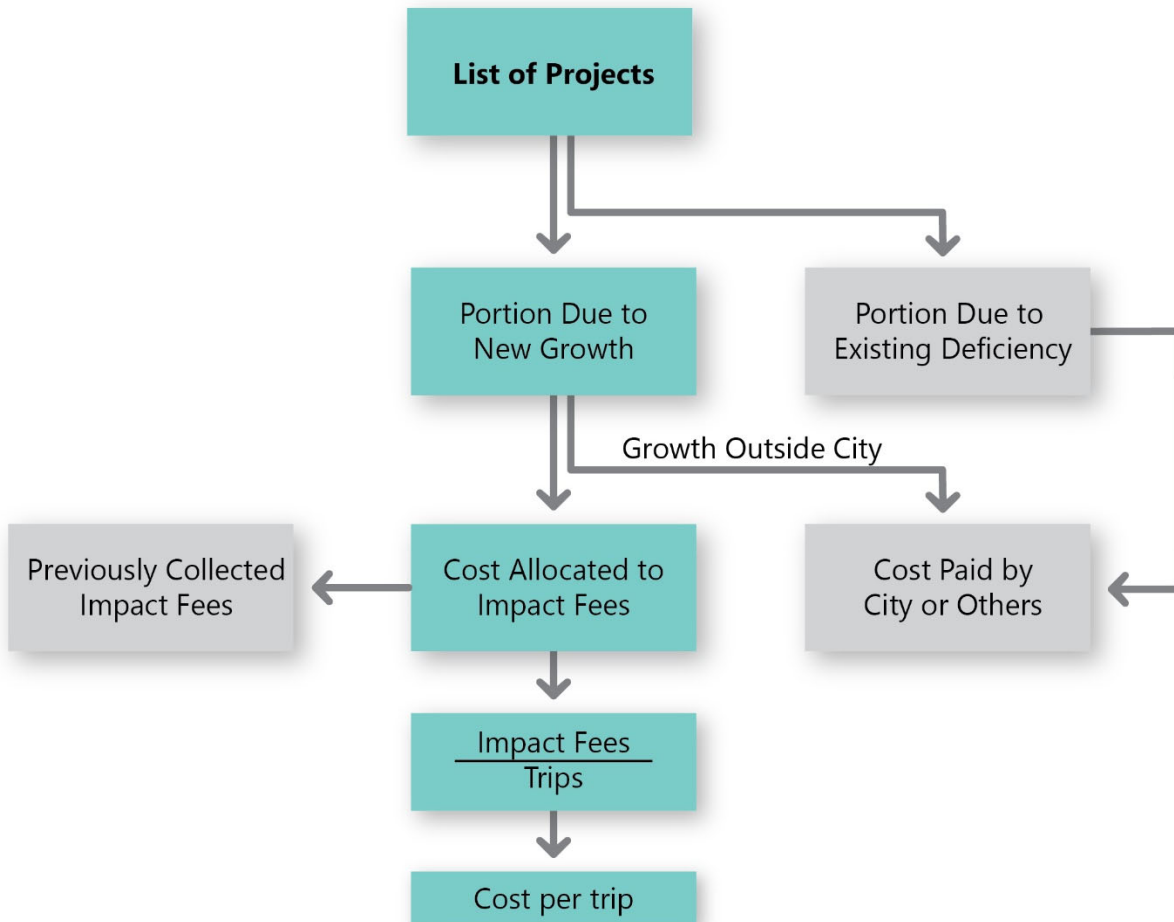 List of Projects
Portion Due to
New Growth
Portion Due to
Existing Deficiency
Growth Outside City
Previously Collected
Impact Fees
Cost Allocated to
Impact Fees
Cost Paid by
City or Others
Impact Fees
Trips
Cost per trip